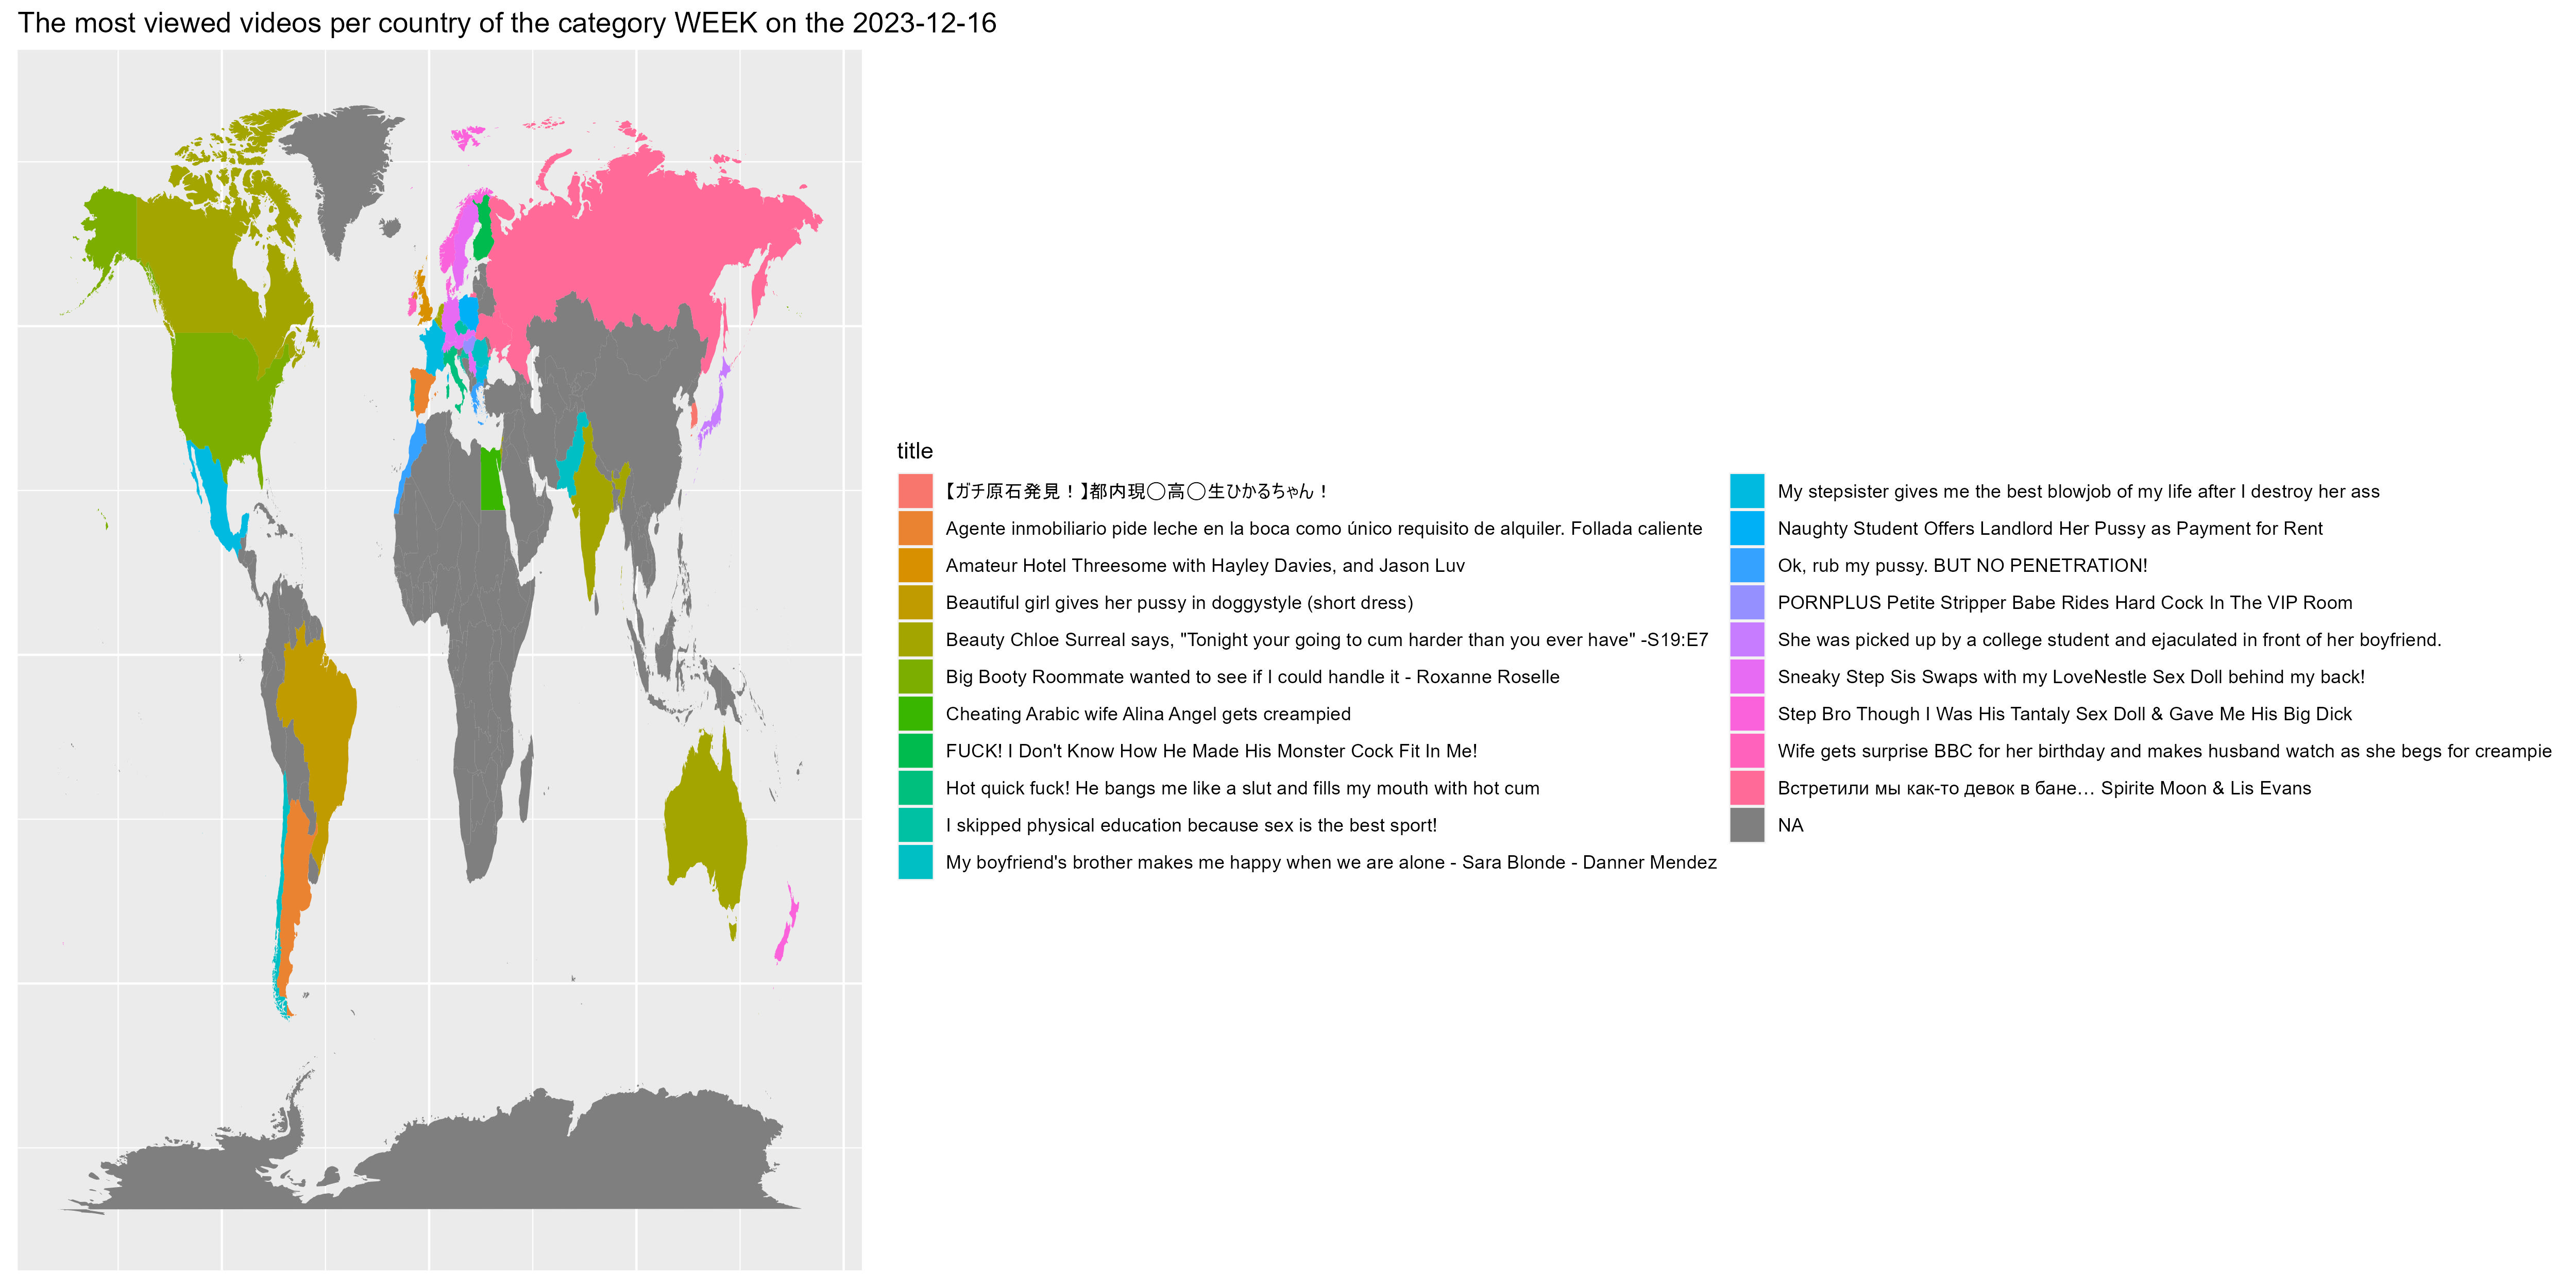 The most viewed videos per country of the category WEEK on the 2023-12-16
title
【ガチ原石発見！】都内現◯高◯生ひかるちゃん！
Agente inmobiliario pide leche en la boca como único requisito de alquiler. Follada caliente
Amateur Hotel Threesome with Hayley Davies, and Jason Luv
Beautiful girl gives her pussy in doggystyle (short dress)
Beauty Chloe Surreal says, "Tonight your going to cum harder than you ever have" -S19:E7
Big Booty Roommate wanted to see if I could handle it - Roxanne Roselle
Cheating Arabic wife Alina Angel gets creampied
FUCK! I Don't Know How He Made His Monster Cock Fit In Me!
Hot quick fuck! He bangs me like a slut and fills my mouth with hot cum
I skipped physical education because sex is the best sport!
My boyfriend's brother makes me happy when we are alone - Sara Blonde - Danner Mendez
My stepsister gives me the best blowjob of my life after I destroy her ass
Naughty Student Offers Landlord Her Pussy as Payment for Rent
Ok, rub my pussy. BUT NO PENETRATION!
PORNPLUS Petite Stripper Babe Rides Hard Cock In The VIP Room
She was picked up by a college student and ejaculated in front of her boyfriend.
Sneaky Step Sis Swaps with my LoveNestle Sex Doll behind my back!
Step Bro Though I Was His Tantaly Sex Doll & Gave Me His Big Dick
Wife gets surprise BBC for her birthday and makes husband watch as she begs for creampie
Встретили мы как-то девок в бане… Spirite Moon & Lis Evans
NA